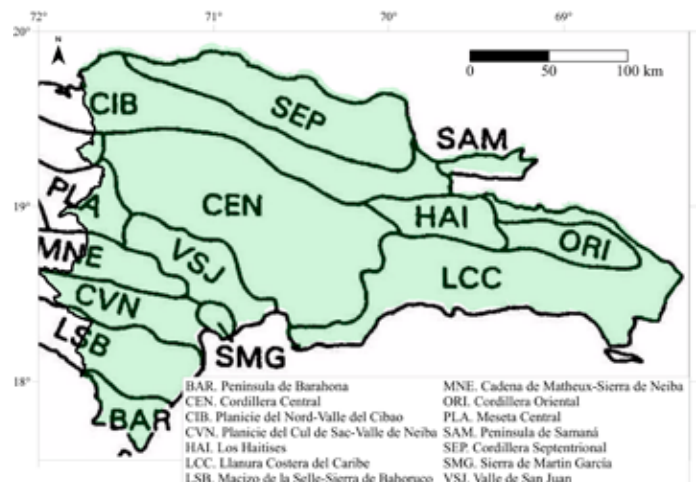 72° 71° 70° 69°
20°
N
0 50 100 km
CIB
SEP
SAM
19°
PLA
CEN
HAI
ORI
MNE
VSJ
LCC
CVN
LSB
SMG
18°
BAR
BAR. Península de Barahona
CEN. Cordillera Central
CIB. Planicie del Nord-Valle del Cibao
CVN. Planicie del Cul de Sac-Valle de Neiba
HAI. Los Haitises
LCC. Llanura Costera del Caribe
LSB. Macizo de la Selle-Sierra de Bahoruco
MNE. Cadena de Matheux-Sierra de Neiba
ORI. Cordillera Oriental
PLA. Meseta Central
SAM. Península de Samaná
SEP. Cordillera Septentrional
SMG. Sierra de Martín García
VSJ. Valle de San Juan